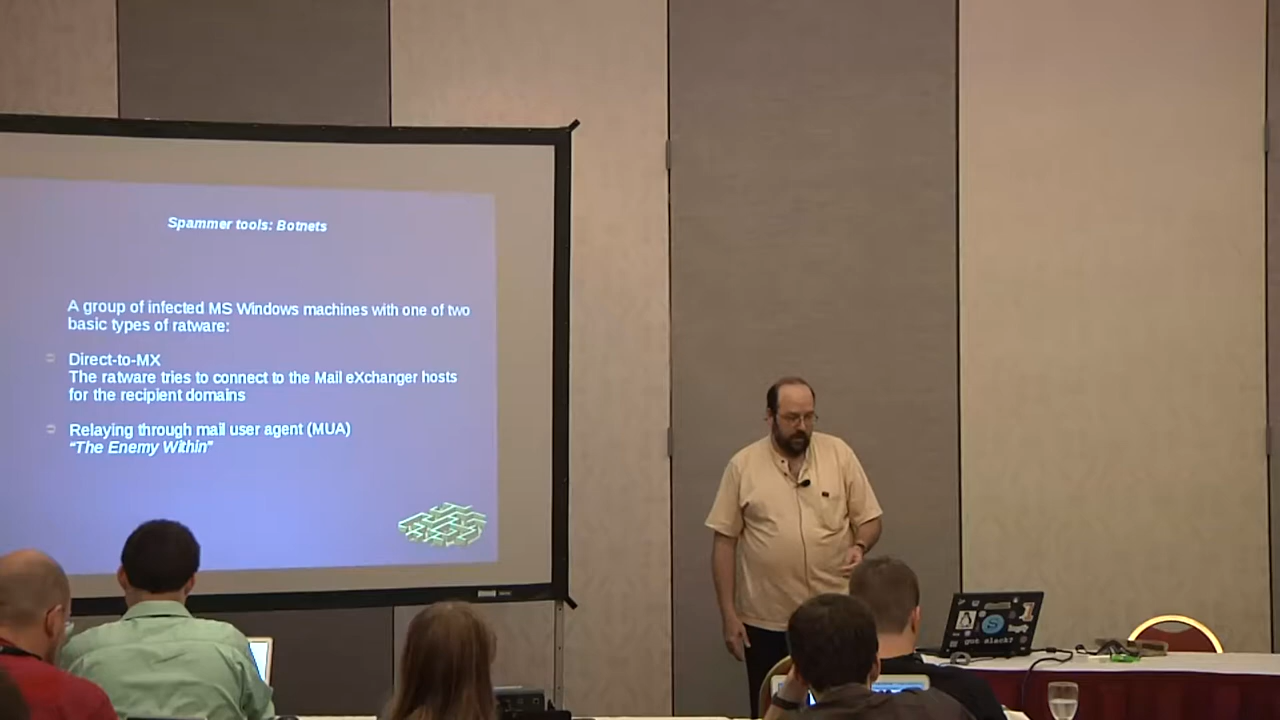 Spammer tools: Botnets
A group of infected MS Windows machines with one of two
basic types of ratware:
Direct-to-MX
The ratware tries to connect to the Mail eXchanger hosts
for the recipient domains
Relaying through mail user agent (MUA)
"The Enemy Within"
S
got slack?